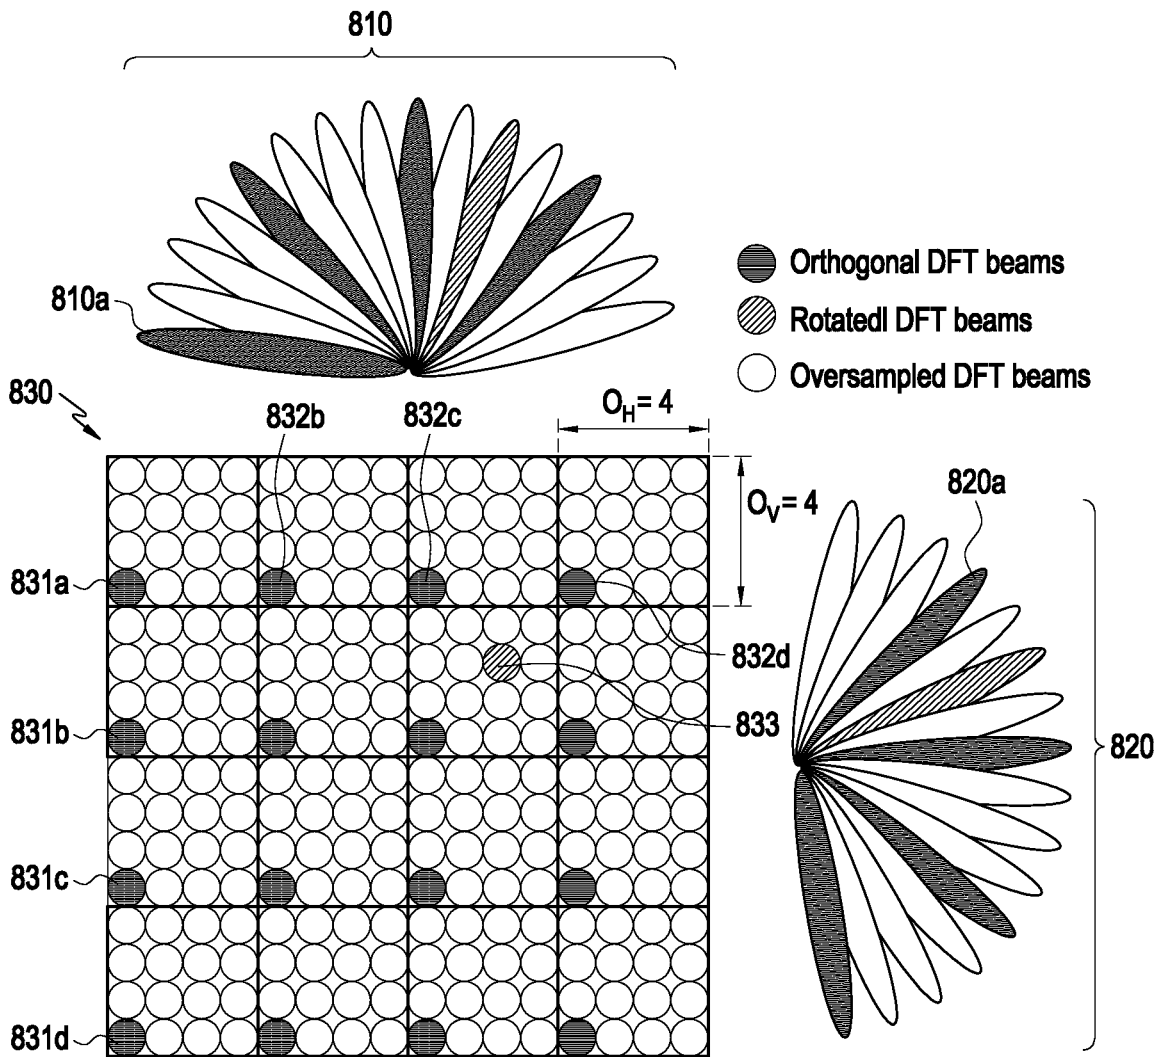 810
810a
Orthogonal DFT beams
Rotatedl DFT beams
Oversampled DFT beams
830
832b
832c
O_H = 4
O_V = 4
820a
831a
832d
833
831b
820
831c
831d